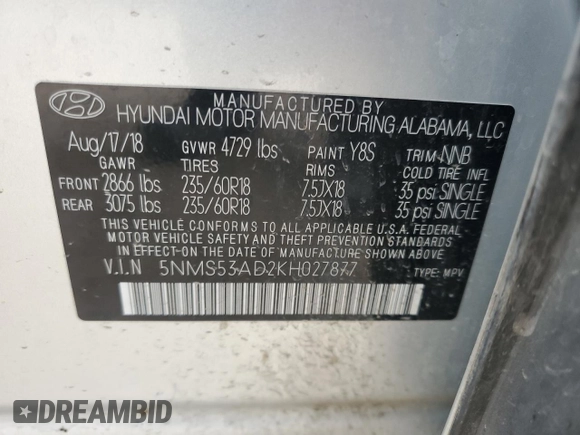 MANUFACTURED BY
HYUNDAI MOTOR MANUFACTURING ALABAMA, LLC
Aug/17/18 GVWR 4729 lbs PAINT Y8S TRIM NNB
GAWR TIRES RIMS COLD TIRE INFL
FRONT 2866 lbs 235/60R18 7.5JX18 35 psi SINGLE
REAR 3075 lbs 235/60R18 7.5JX18 35 psi SINGLE
THIS VEHICLE CONFORMS TO ALL APPLICABLE U.S.A. FEDERAL
MOTOR VEHICLE SAFETY AND BUMPER AND THEFT
PREVENTION STANDARDS IN EFFECT ON THE DATE OF MANUFACTURE SHOWN ABOVE.
V.I.N 5NMS53AD2KH027877 TYPE: MPV
DREAMBID